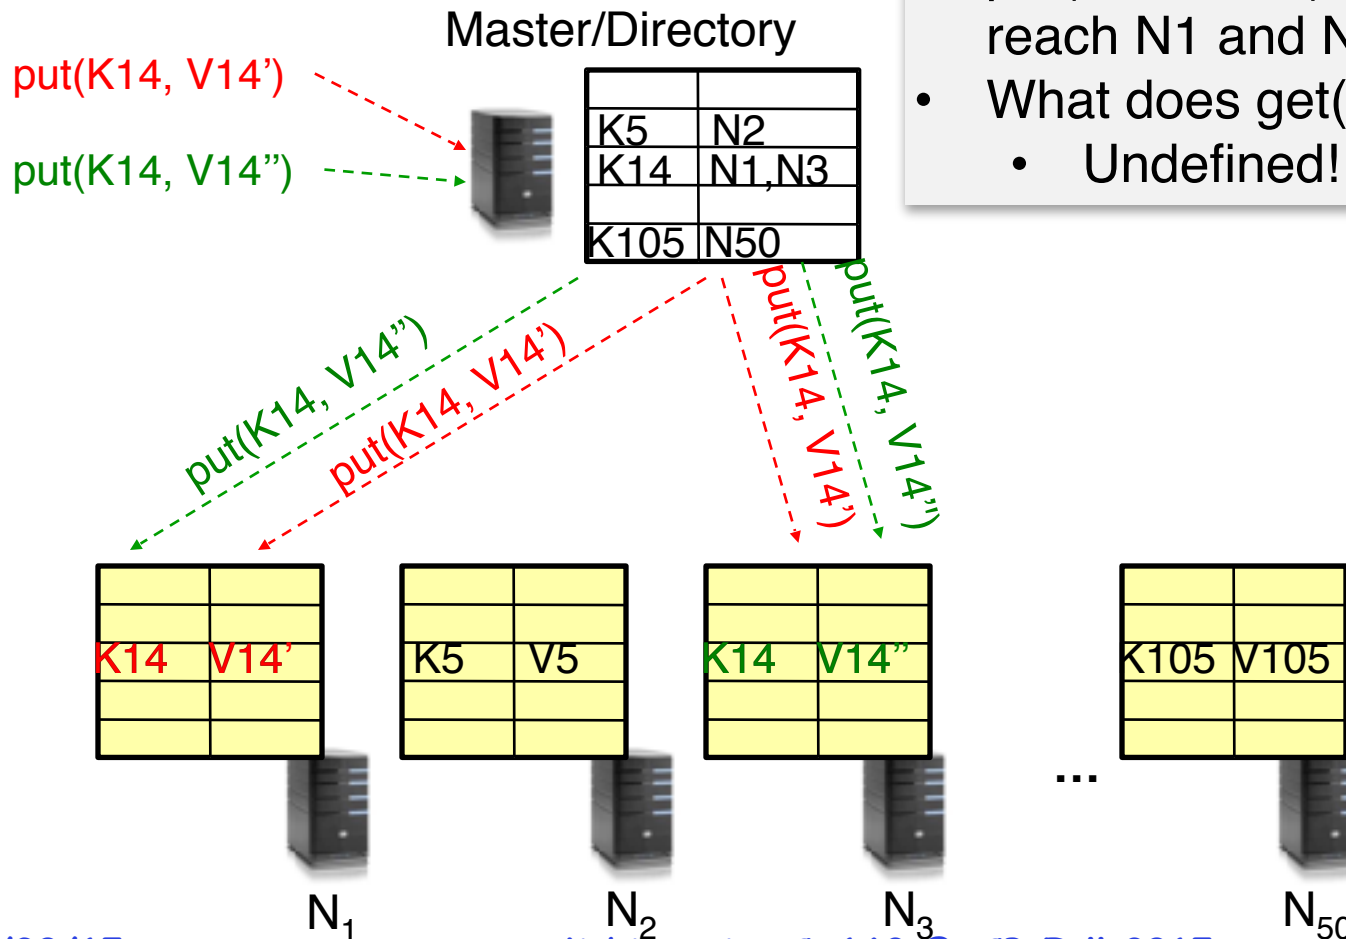 Master/Directory
reach N1 and N
put(K14, V14’)
• What does get(
put(K14, V14”)
• Undefined!
K5 N2
K14 N1,N3
K105 N50
put(K14, V14”)
put(K14, V14’)
put(K14, V14’)
put(K14, V14”)
K14 V14’
K5 V5
K14 V14”
K105 V105
...
N1
N2
N3
N50